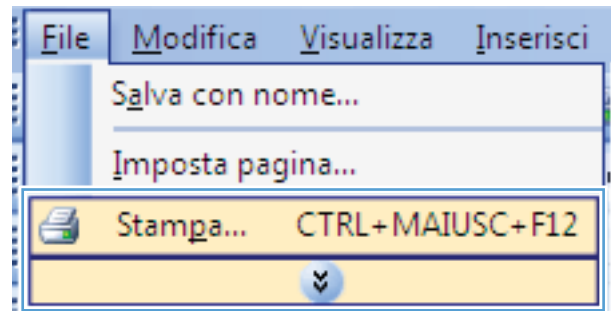 File Modifica Visualizza Inserisci
Salva con nome...
Imposta pagina...
Stampa... CTRL+MAIUSC+F12